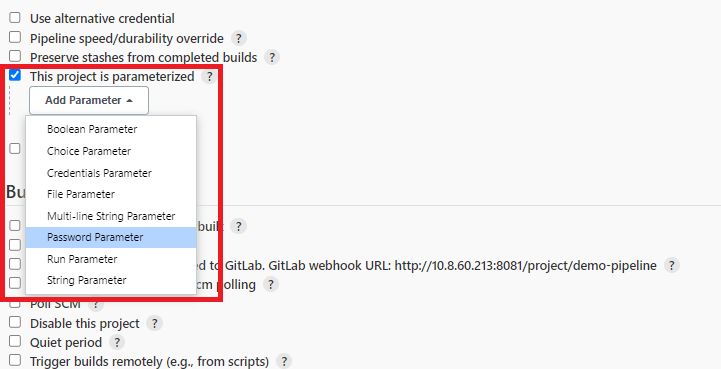 Use alternative credential
Pipeline speed/durability override ?
Preserve stashes from completed builds ?
This project is parameterized ?
Add Parameter
Boolean Parameter
Choice Parameter
Credentials Parameter
File Parameter
Bu
Multi-line String Parameter
built ?
Password Parameter
Run Parameter
ed to GitLab. GitLab webhook URL: http://10.8.60.213:8081/project/demo-pipeline ?
String Parameter
polling ?
Poll SCM ?
Disable this project ?
Quiet period ?
Trigger builds remotely (e.g., from scripts) ?